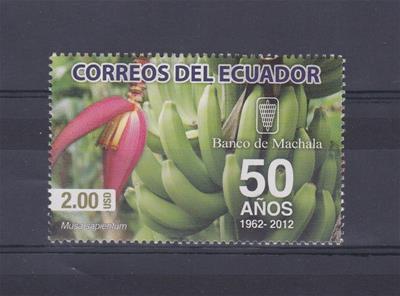 CORREOS DEL ECUADOR
Banco de Machala
50
AÑOS
1962-2012
2.00 USD
Musa sapientum